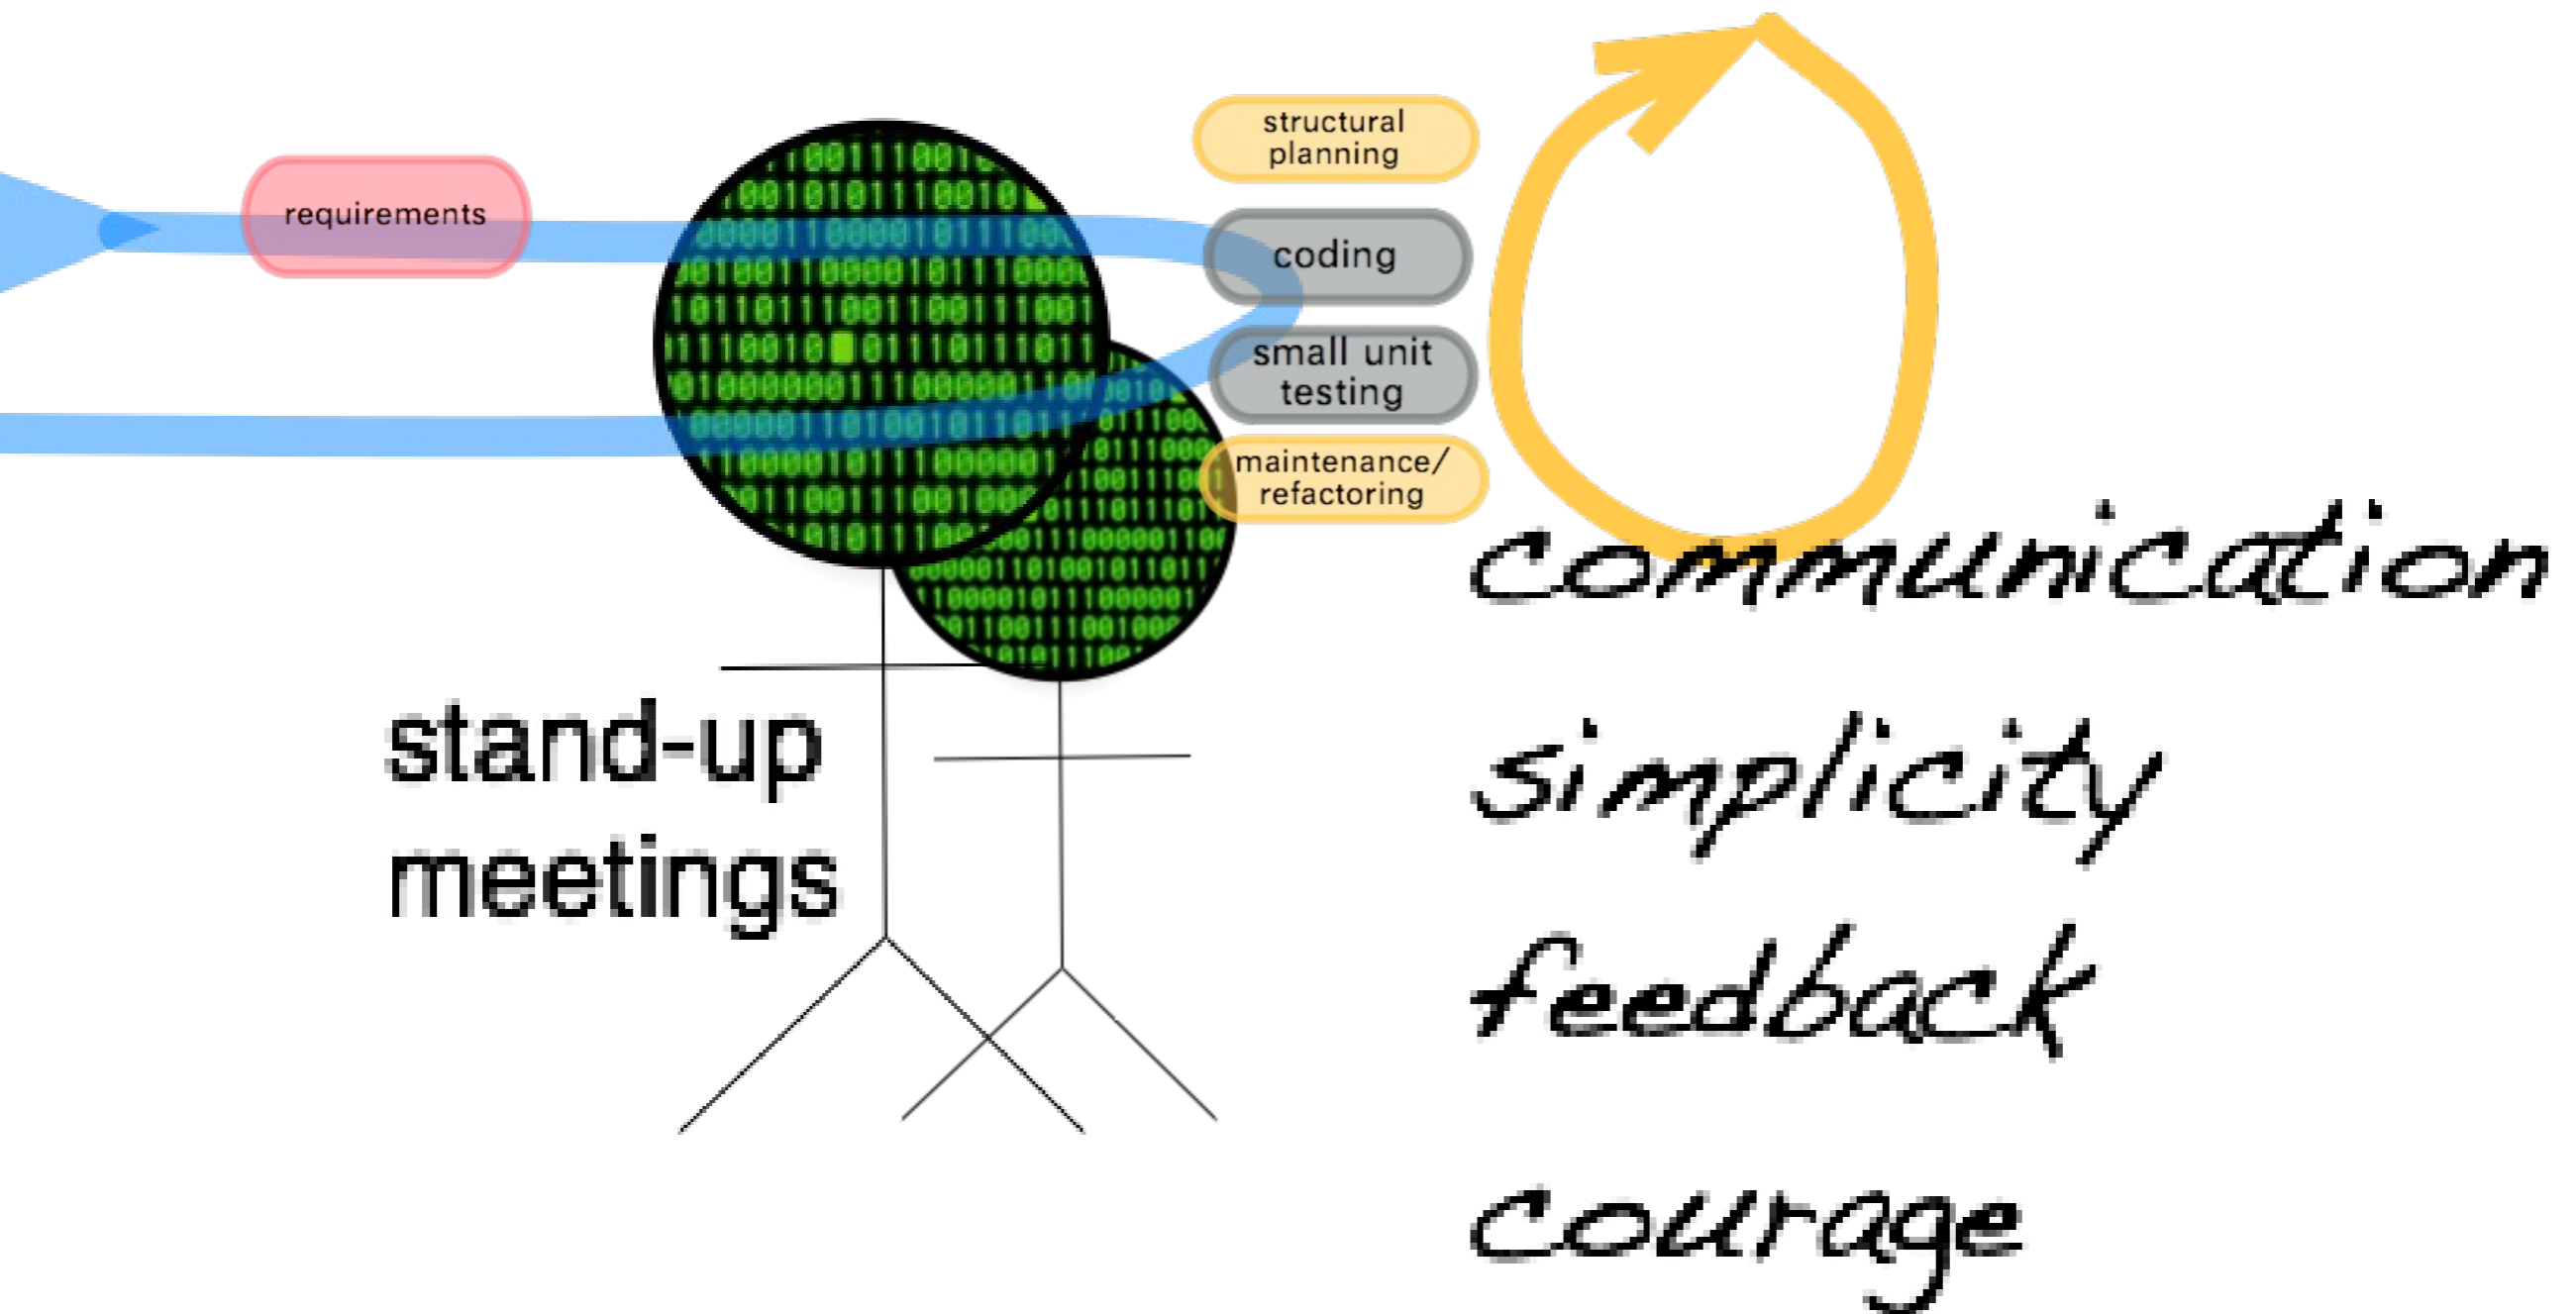 requirements
structural
planning
coding
small unit
testing
maintenance/
refactoring
stand-up
meetings
communication
simplicity
feedback
courage